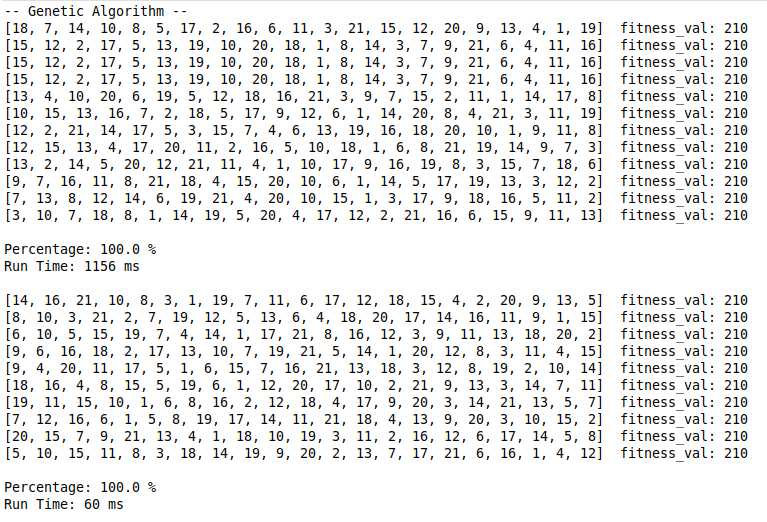 -- Genetic Algorithm --
[18, 7, 14, 10, 8, 5, 17, 2, 16, 6, 11, 3, 21, 15, 12, 20, 9, 13, 4, 1, 19]  fitness_val: 210
[15, 12, 2, 17, 5, 13, 19, 10, 20, 18, 1, 8, 14, 3, 7, 9, 21, 6, 4, 11, 16]  fitness_val: 210
[15, 12, 2, 17, 5, 13, 19, 10, 20, 18, 1, 8, 14, 3, 7, 9, 21, 6, 4, 11, 16]  fitness_val: 210
[15, 12, 2, 17, 5, 13, 19, 10, 20, 18, 1, 8, 14, 3, 7, 9, 21, 6, 4, 11, 16]  fitness_val: 210
[13, 4, 10, 20, 6, 19, 5, 12, 18, 16, 21, 3, 9, 7, 15, 2, 11, 1, 14, 17, 8]  fitness_val: 210
[10, 15, 13, 16, 7, 2, 18, 5, 17, 9, 12, 6, 1, 14, 20, 8, 4, 21, 3, 11, 19]  fitness_val: 210
[12, 2, 21, 14, 17, 5, 3, 15, 7, 4, 6, 13, 19, 16, 18, 20, 10, 1, 9, 11, 8]  fitness_val: 210
[12, 15, 13, 4, 17, 20, 11, 2, 16, 5, 10, 18, 1, 6, 8, 21, 19, 14, 9, 7, 3]  fitness_val: 210
[13, 2, 14, 5, 20, 12, 21, 11, 4, 1, 10, 17, 9, 16, 19, 8, 3, 15, 7, 18, 6]  fitness_val: 210
[9, 7, 16, 11, 8, 21, 18, 4, 15, 20, 10, 6, 1, 14, 5, 17, 19, 13, 3, 12, 2]  fitness_val: 210
[7, 13, 8, 12, 14, 6, 19, 21, 4, 20, 10, 15, 1, 3, 17, 9, 18, 16, 5, 11, 2]  fitness_val: 210
[3, 10, 7, 18, 8, 1, 14, 19, 5, 20, 4, 17, 12, 2, 21, 16, 6, 15, 9, 11, 13]  fitness_val: 210
Percentage: 100.0 %
Run Time: 1156 ms
[14, 16, 21, 10, 8, 3, 1, 19, 7, 11, 6, 17, 12, 18, 15, 4, 2, 20, 9, 13, 5]  fitness_val: 210
[8, 10, 3, 21, 2, 7, 19, 12, 5, 13, 6, 4, 18, 20, 17, 14, 16, 11, 9, 1, 15]  fitness_val: 210
[6, 10, 5, 15, 19, 7, 4, 14, 1, 17, 21, 8, 16, 12, 3, 9, 11, 13, 18, 20, 2]  fitness_val: 210
[9, 6, 16, 18, 2, 17, 13, 10, 7, 19, 21, 5, 14, 1, 20, 12, 8, 3, 11, 4, 15]  fitness_val: 210
[9, 4, 20, 11, 17, 5, 1, 6, 15, 7, 16, 21, 13, 18, 3, 12, 8, 19, 2, 10, 14]  fitness_val: 210
[18, 16, 4, 8, 15, 5, 19, 6, 1, 12, 20, 17, 10, 2, 21, 9, 13, 3, 14, 7, 11]  fitness_val: 210
[19, 11, 15, 10, 1, 6, 8, 16, 2, 12, 18, 4, 17, 9, 20, 3, 14, 21, 13, 5, 7]  fitness_val: 210
[7, 12, 16, 6, 1, 5, 8, 19, 17, 14, 11, 21, 18, 4, 13, 9, 20, 3, 10, 15, 2]  fitness_val: 210
[20, 15, 7, 9, 21, 13, 4, 1, 18, 10, 19, 3, 11, 2, 16, 12, 6, 17, 14, 5, 8]  fitness_val: 210
[5, 10, 15, 11, 8, 3, 18, 14, 19, 9, 20, 2, 13, 7, 17, 21, 6, 16, 1, 4, 12]  fitness_val: 210
Percentage: 100.0 %
Run Time: 60 ms